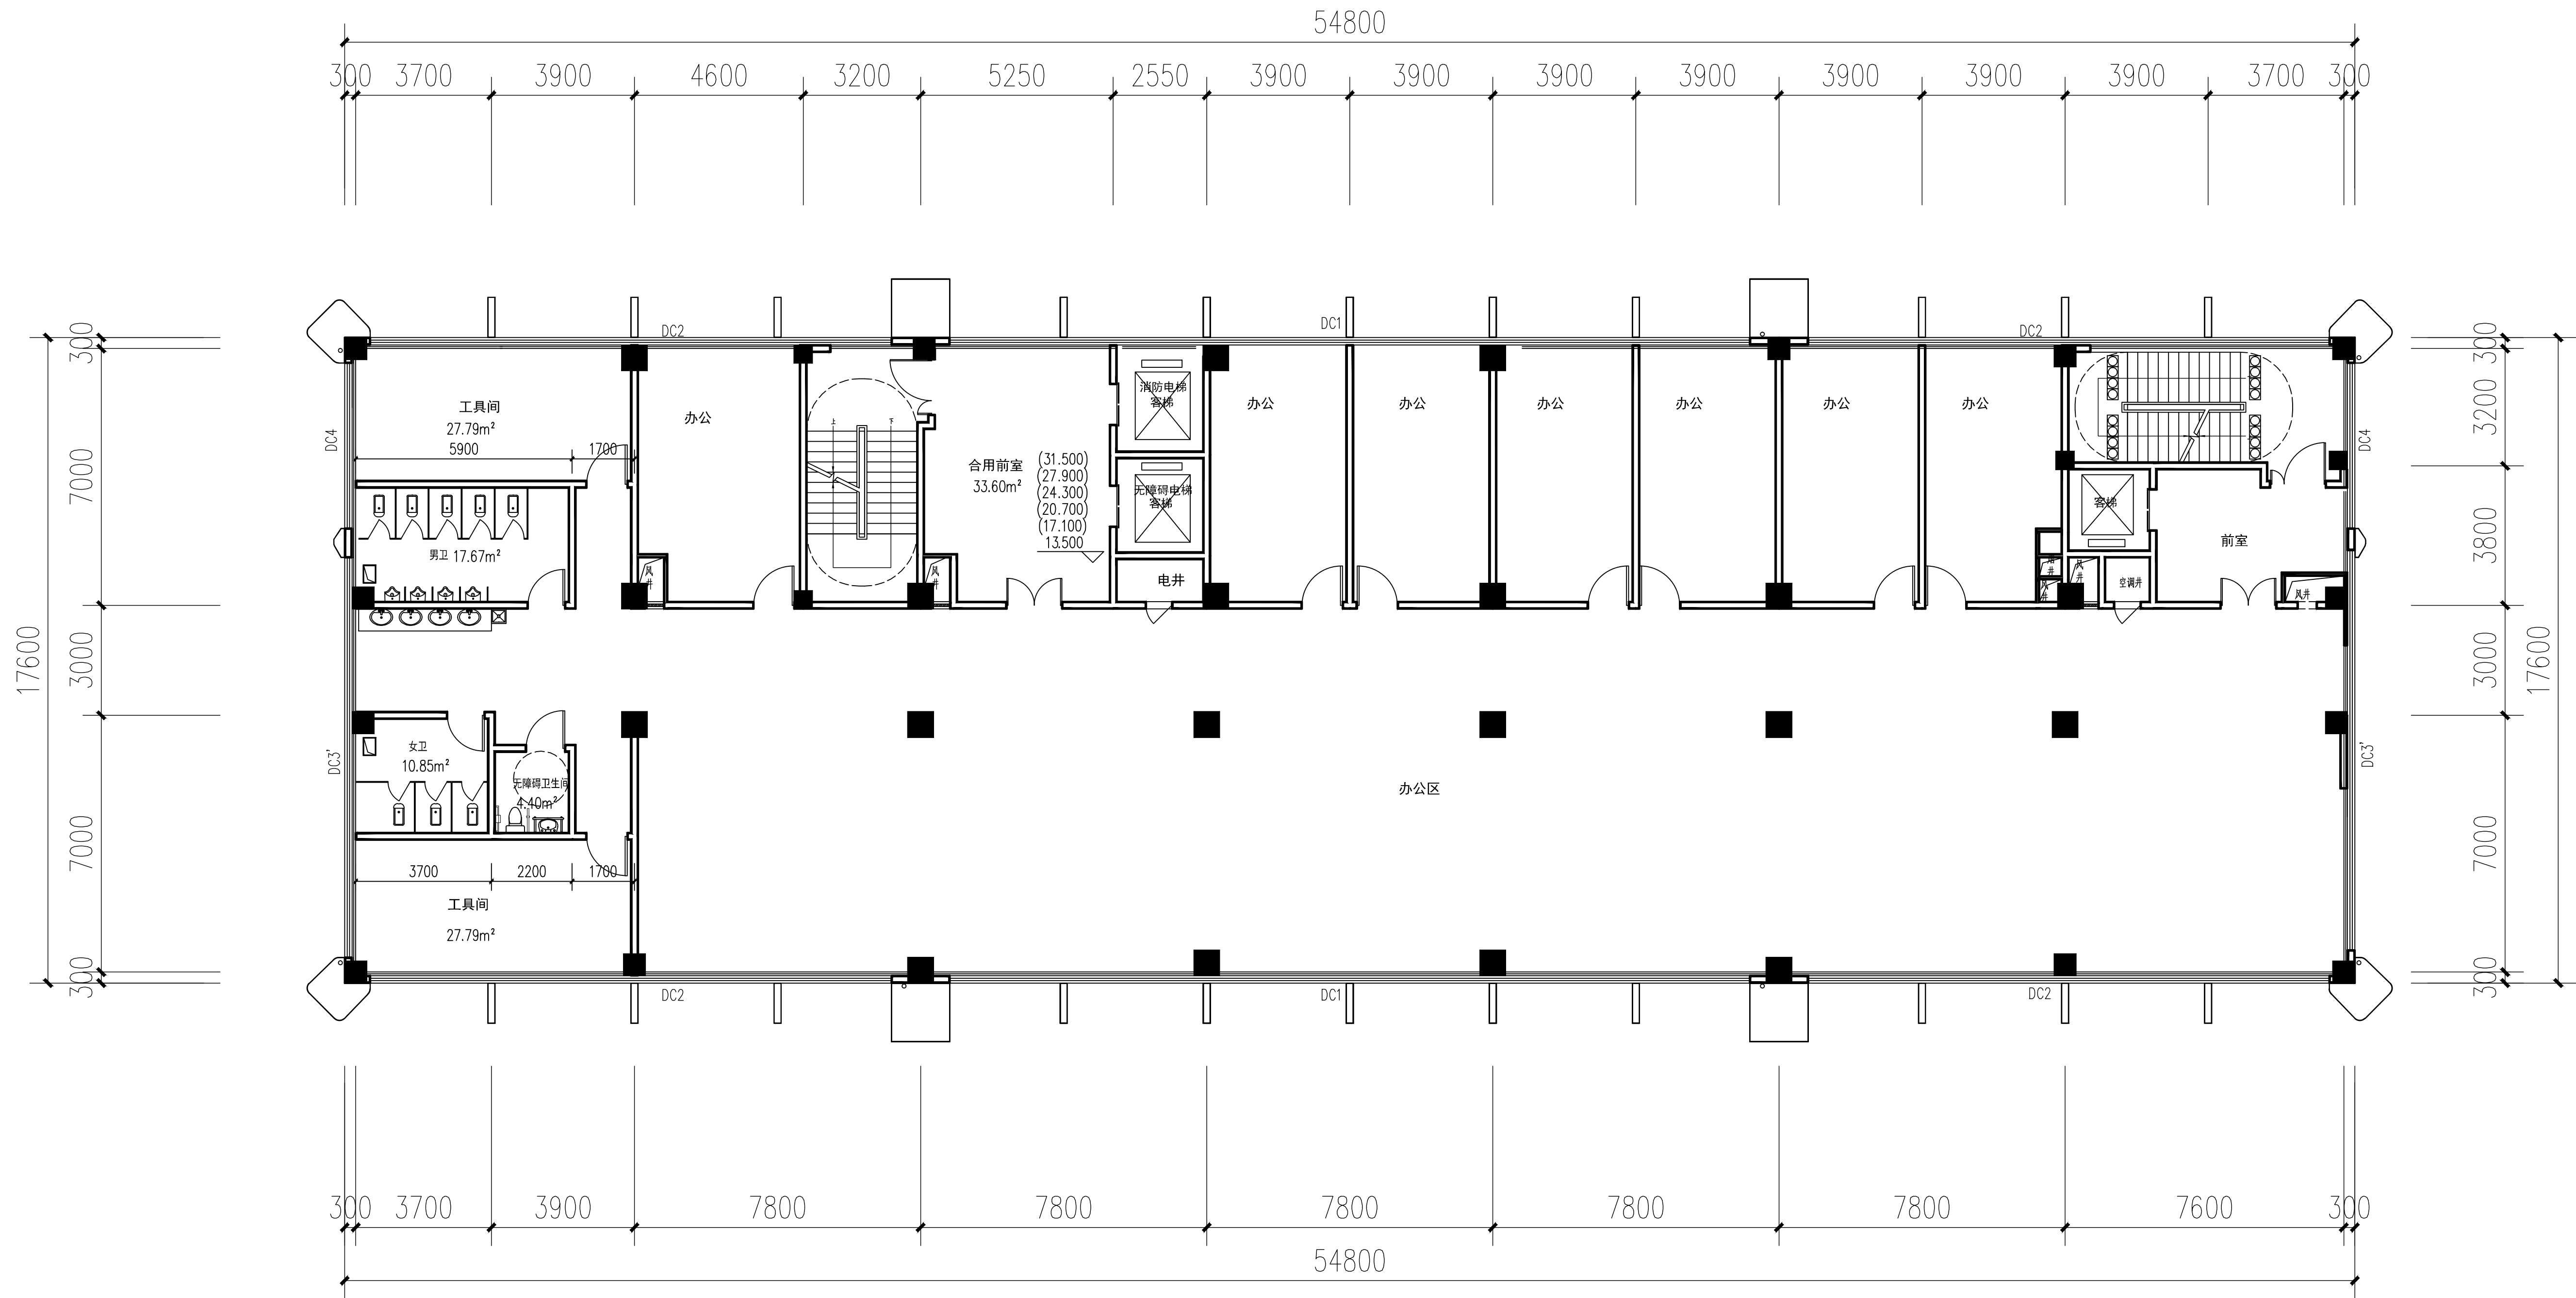 54800
300 3700 3900 4600 3200 5250 2550 3900 3900 3900 3900 3900 3900 3900 3700 300
DC2 DC1 DC2
300 300
工具间
27.79m²
5900 1700
办公
上 下
合用前室
33.60m²
(31.500)
(27.900)
(24.300)
(20.700)
(17.100)
13.500
消防电梯
客梯
无障碍电梯
客梯
办公 办公 办公 办公 办公 办公
DC4 DC4
7000 3200
3800
男卫 17.67m²
风井
风井
电井
客梯
前室
风井
风井
空调井
风井
17600 3000 3000 17600
女卫
10.85m²
无障碍卫生间
4.40m²
DC3' DC3'
办公区
7000 7000
3700 2200 1700
工具间
27.79m²
300 300
DC2 DC1 DC2
300 3700 3900 7800 7800 7800 7800 7800 7600 300
54800